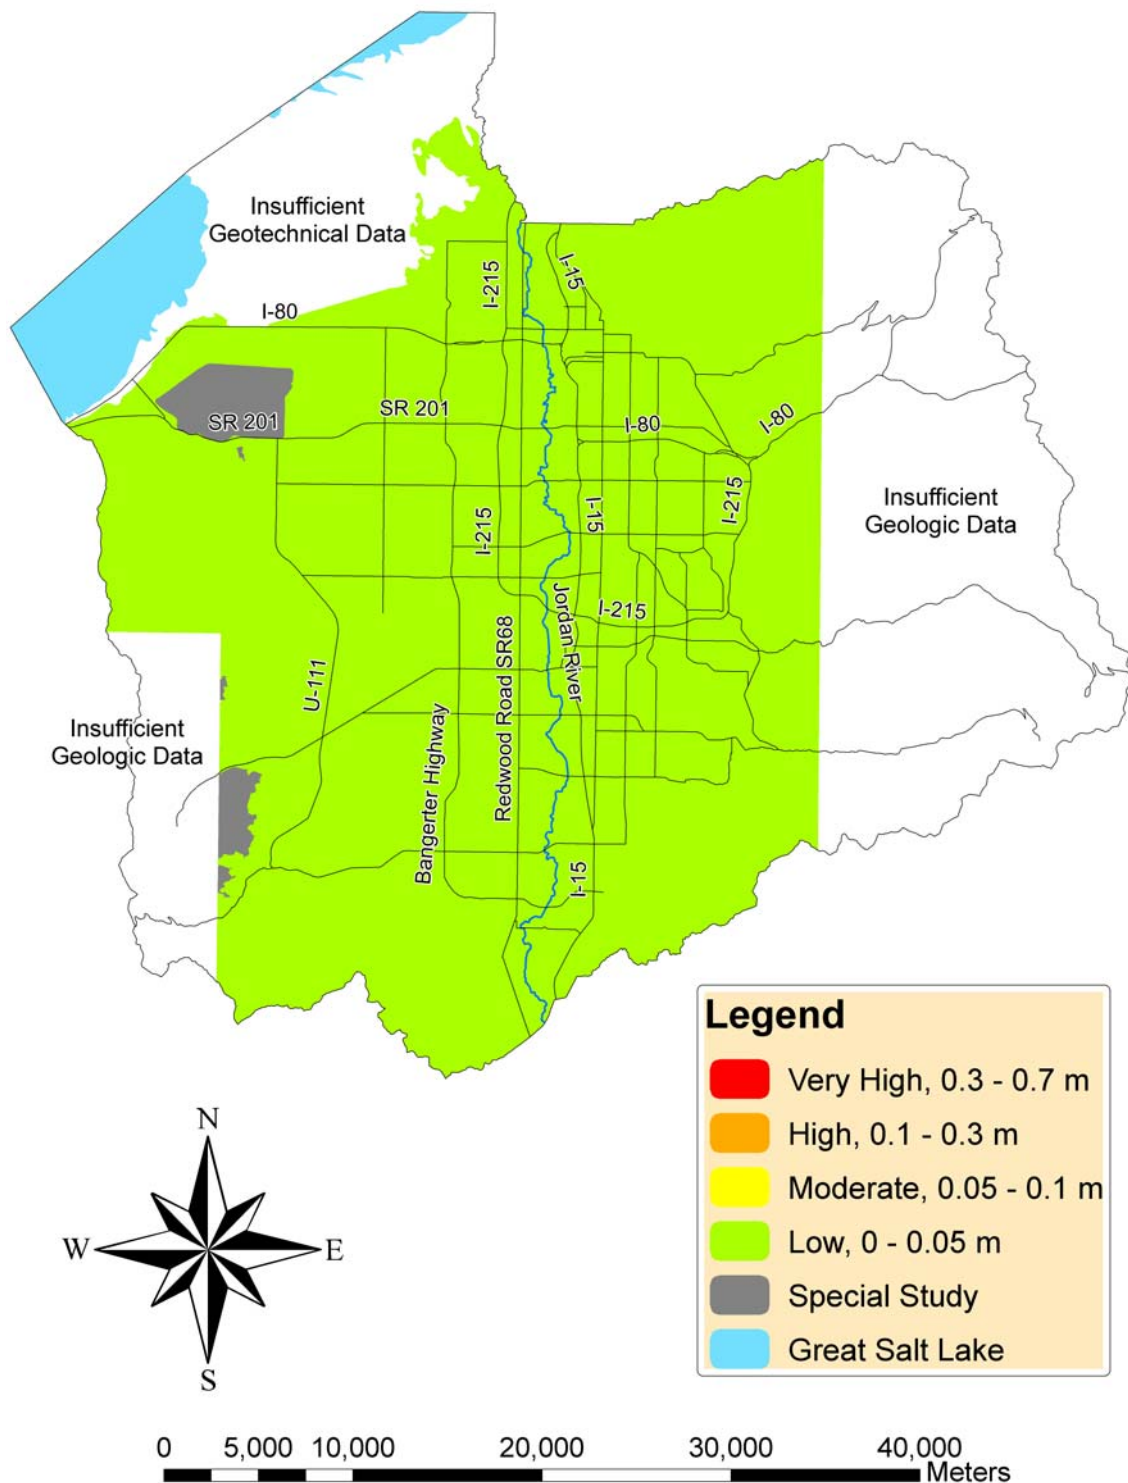 Insufficient
Geotechnical Data
I-215
I-15
I-80
SR 201
SR 201
I-80
I-80
Insufficient
Geologic Data
I-215
I-15
I-215
I-215
Jordan River
Redwood Road SR68
U-111
Insufficient
Geologic Data
Bangerter Highway
I-15
Legend
Very High, 0.3 - 0.7 m
High, 0.1 - 0.3 m
Moderate, 0.05 - 0.1 m
Low, 0 - 0.05 m
Special Study
Great Salt Lake
N
W E
S
0 5,000 10,000 20,000 30,000 40,000
Meters